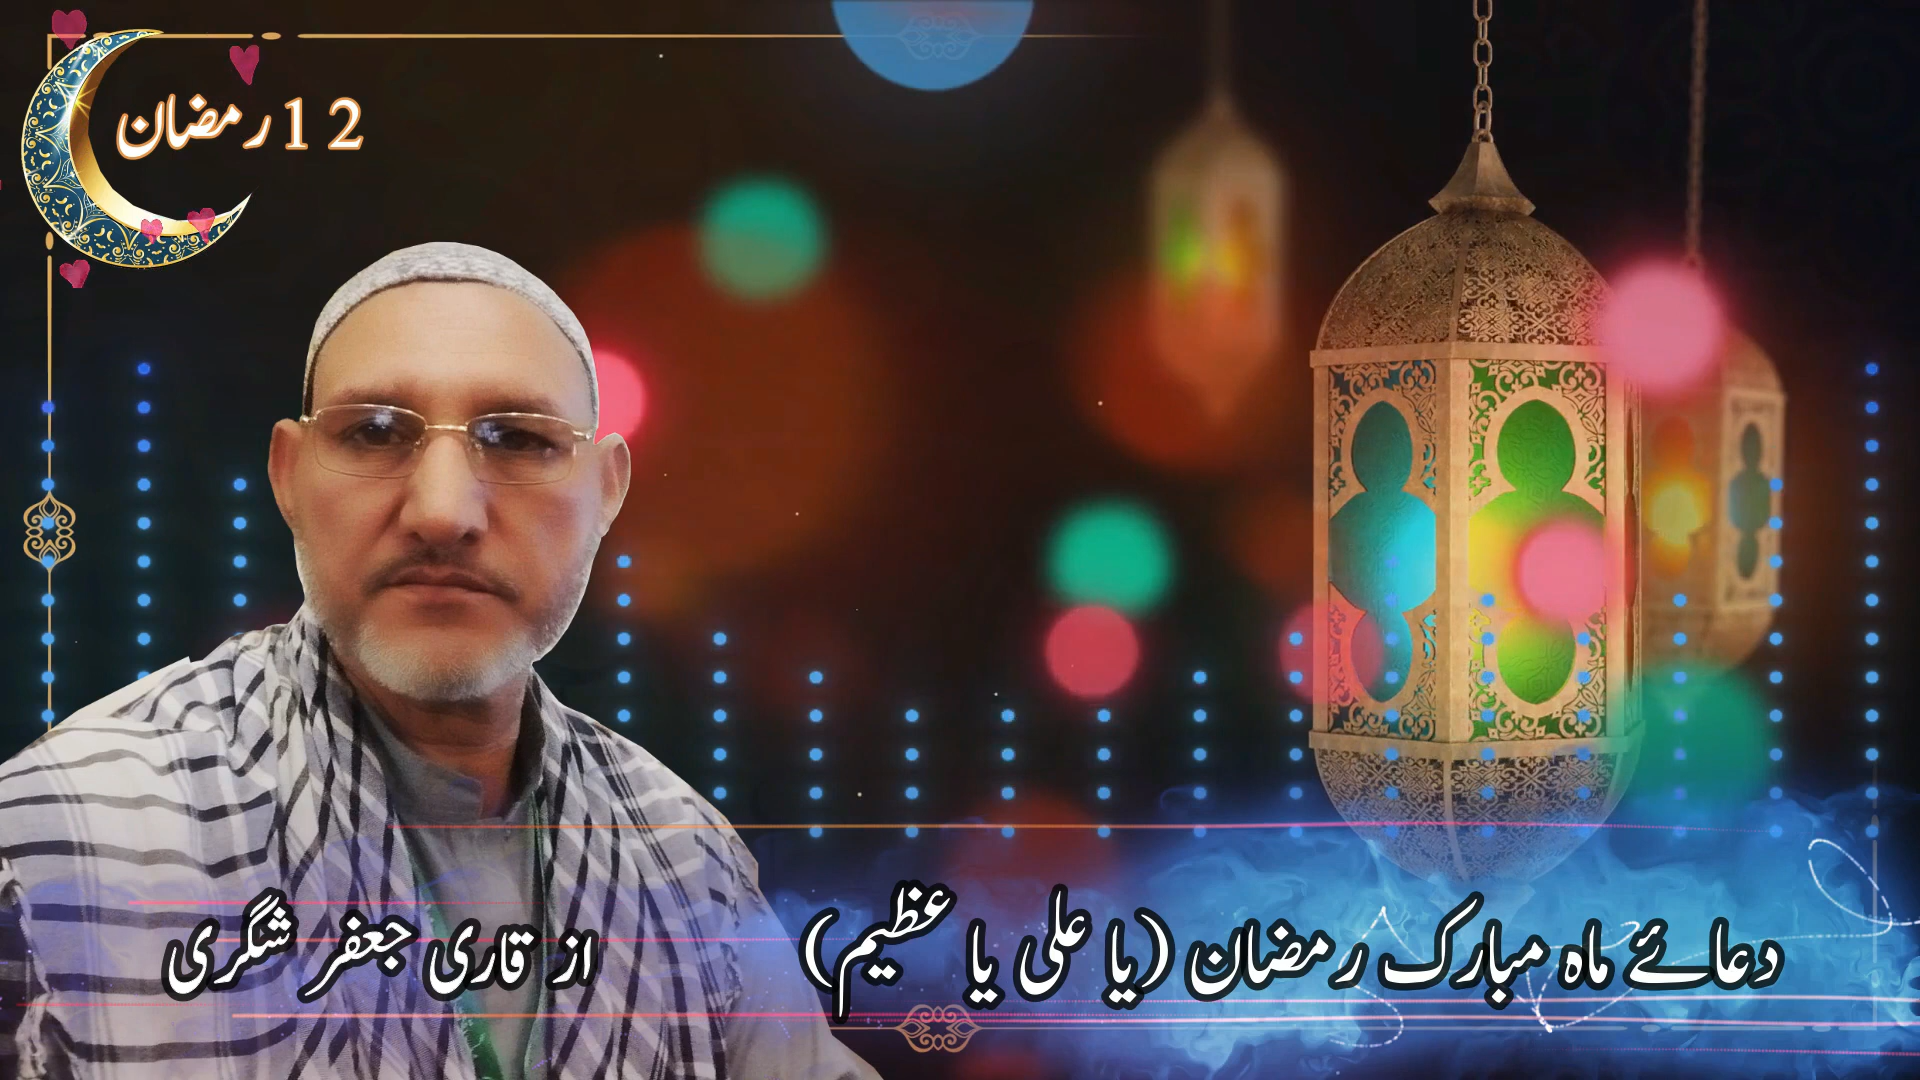 12 رمضان
دعائے ماہ مبارک رمضان (یا علی یا عظیم)
از قاری جعفر شگری